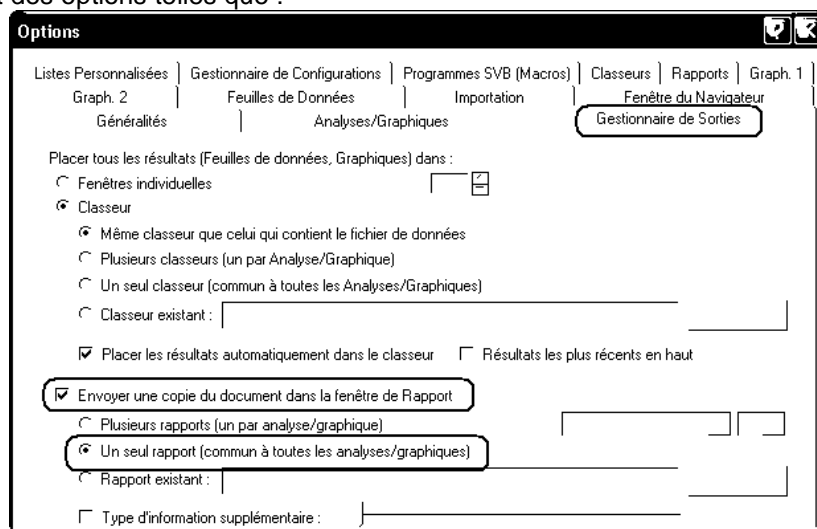 des options telles que :
Options
Listes Personnalisées Gestionnaire de Configurations Programmes SVB (Macros) Classeurs Rapports Graph. 1
Graph. 2 Feuilles de Données Importation Fenêtre du Navigateur
Généralités Analyses/Graphiques Gestionnaire de Sorties
Placer tous les résultats (Feuilles de données, Graphiques) dans :
Fenêtres individuelles
Classeur
Même classeur que celui qui contient le fichier de données
Plusieurs classeurs (un par Analyse/Graphique)
Un seul classeur (commun à toutes les Analyses/Graphiques)
Classeur existant :
Placer les résultats automatiquement dans le classeur Résultats les plus récents en haut
Envoyer une copie du document dans la fenêtre de Rapport
Plusieurs rapports (un par analyse/graphique)
Un seul rapport (commun à toutes les analyses/graphiques)
Rapport existant :
Type d'information supplémentaire :